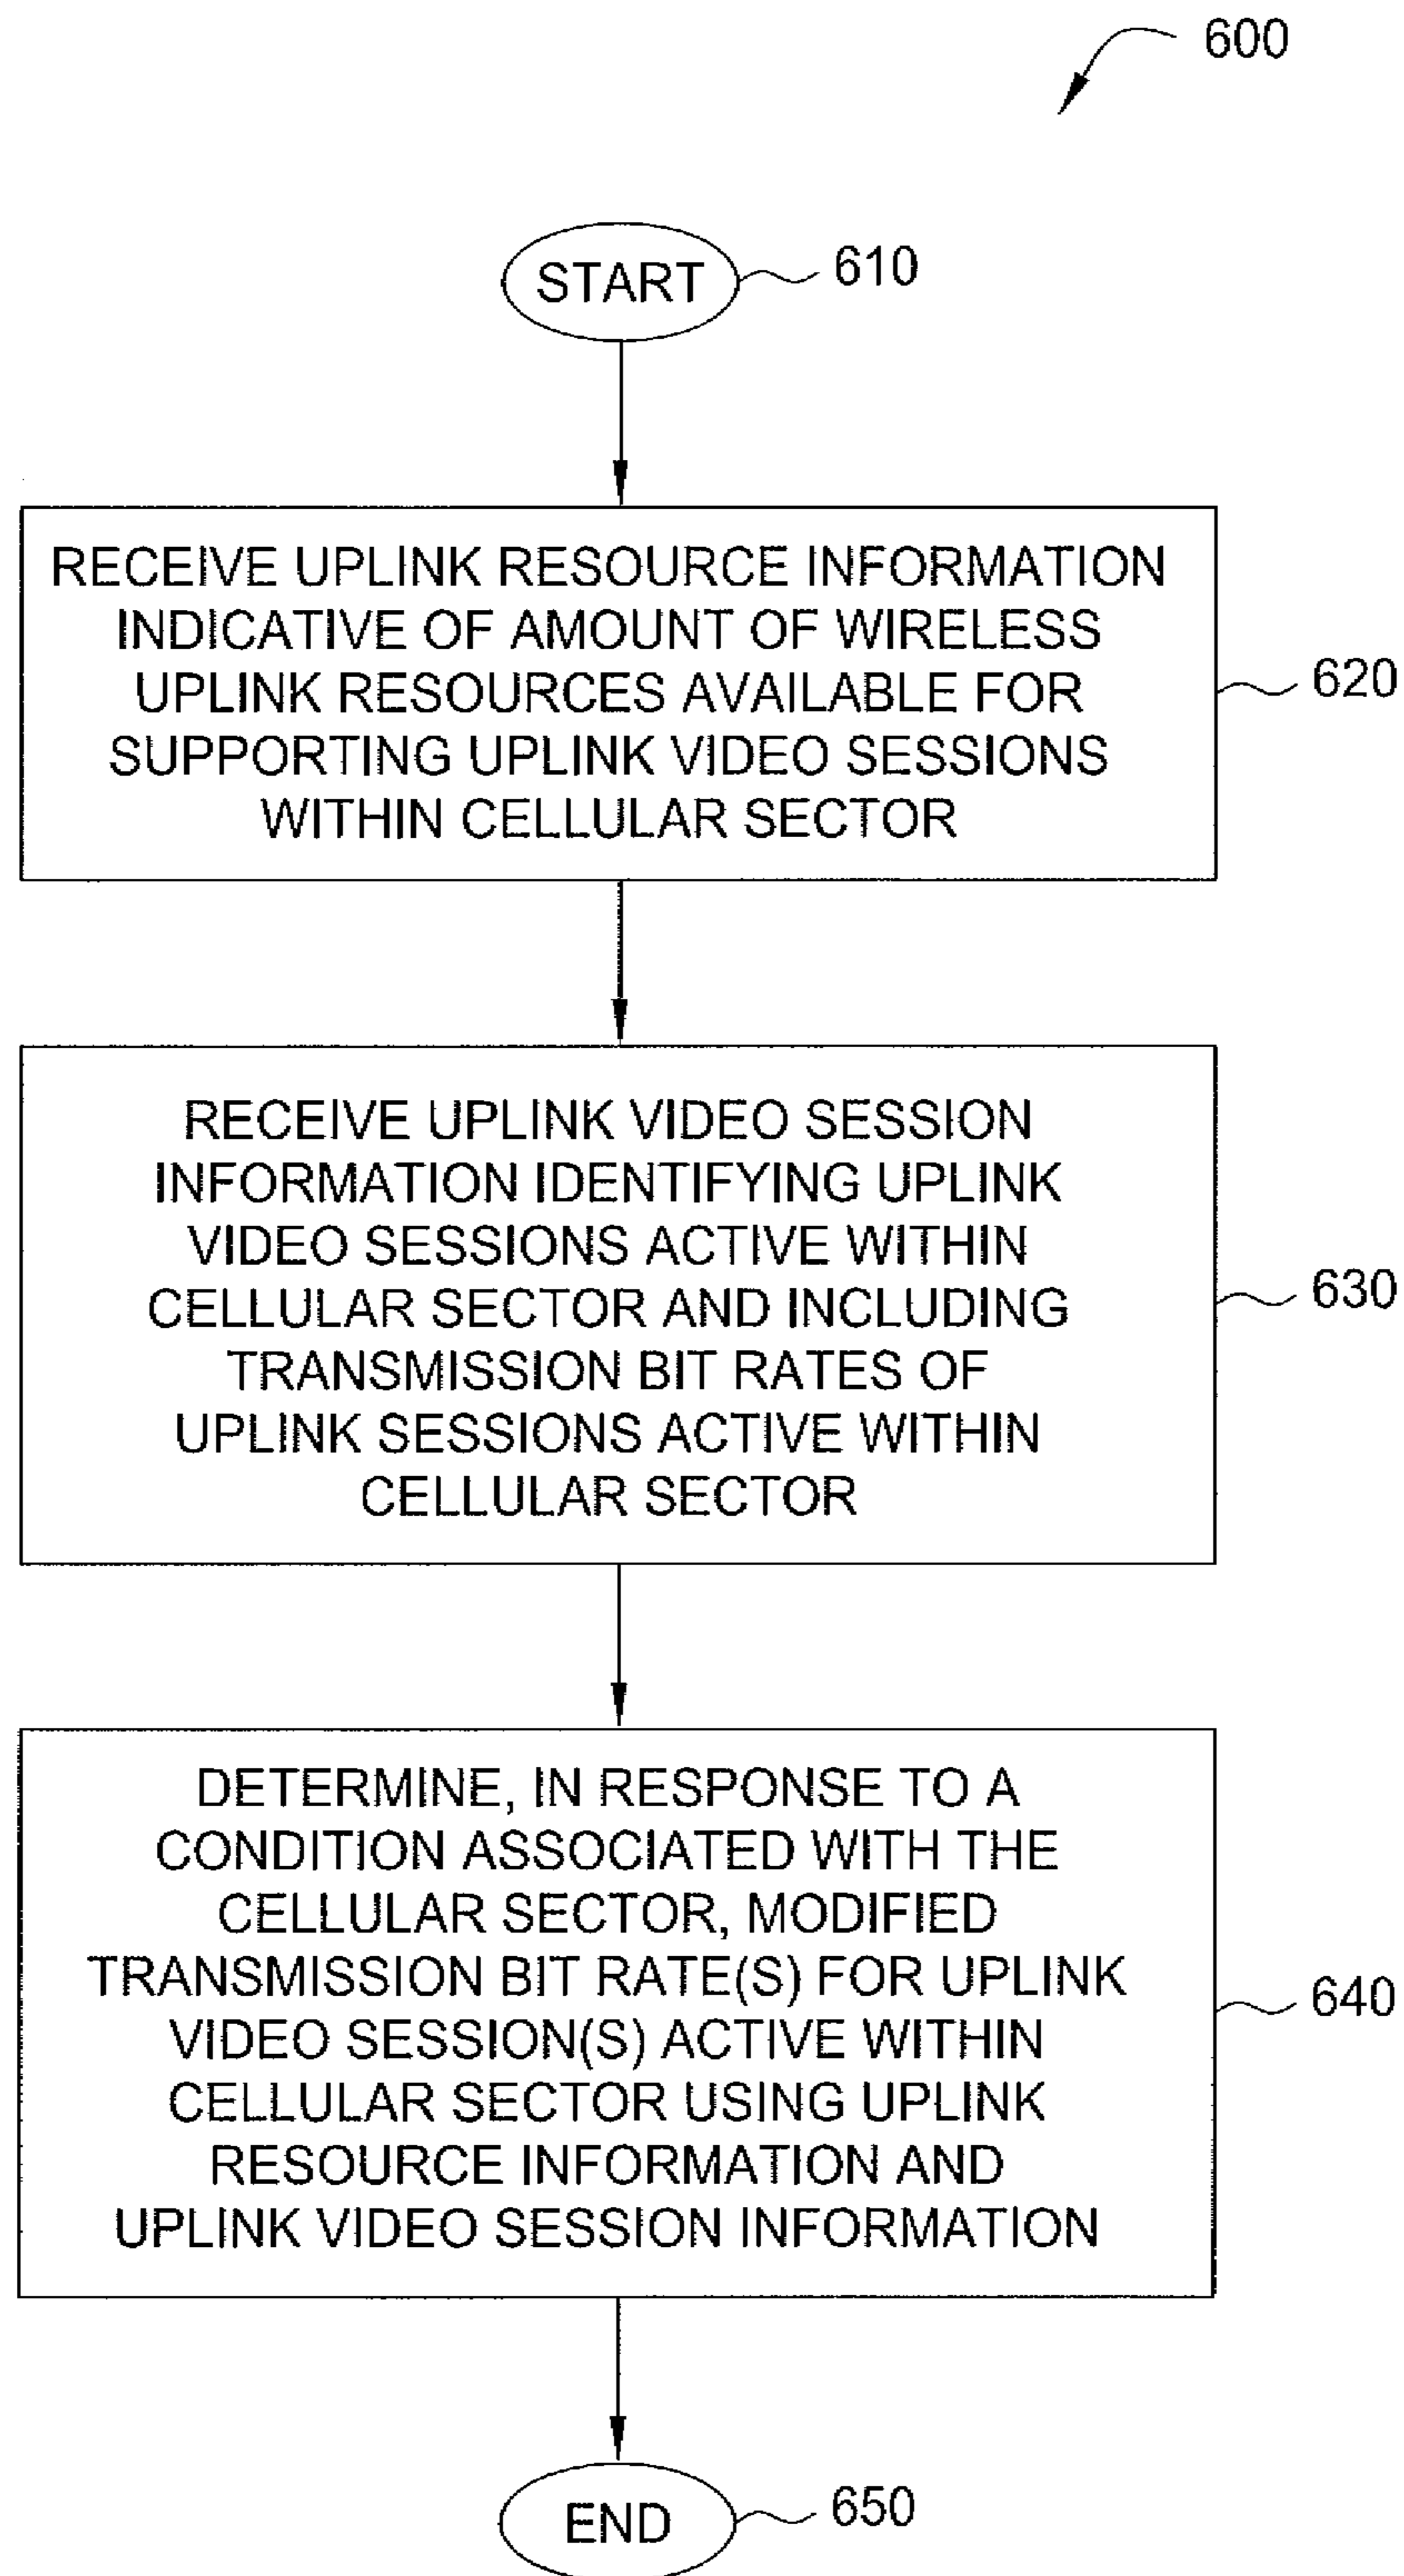 600
START
610
RECEIVE UPLINK RESOURCE INFORMATION
INDICATIVE OF AMOUNT OF WIRELESS
UPLINK RESOURCES AVAILABLE FOR
SUPPORTING UPLINK VIDEO SESSIONS
WITHIN CELLULAR SECTOR
620
RECEIVE UPLINK VIDEO SESSION
INFORMATION IDENTIFYING UPLINK
VIDEO SESSIONS ACTIVE WITHIN
CELLULAR SECTOR AND INCLUDING
TRANSMISSION BIT RATES OF
UPLINK SESSIONS ACTIVE WITHIN
CELLULAR SECTOR
630
DETERMINE, IN RESPONSE TO A
CONDITION ASSOCIATED WITH THE
CELLULAR SECTOR, MODIFIED
TRANSMISSION BIT RATE(S) FOR UPLINK
VIDEO SESSION(S) ACTIVE WITHIN
CELLULAR SECTOR USING UPLINK
RESOURCE INFORMATION AND
UPLINK VIDEO SESSION INFORMATION
640
END
650